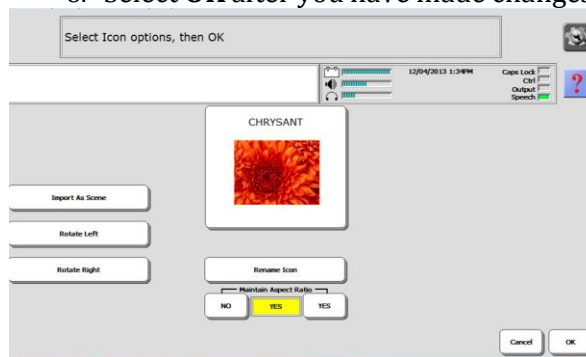 Select OK after you have made changes
Select Icon options, then OK
12/04/2013 1:34PM
Caps Lock
Ctrl
Output
Speech
?
CHRYSANT
Import As Scene
Rotate Left
Rotate Right
Rename Icon
Maintain Aspect Ratio
NO
YES
YES
Cancel
OK